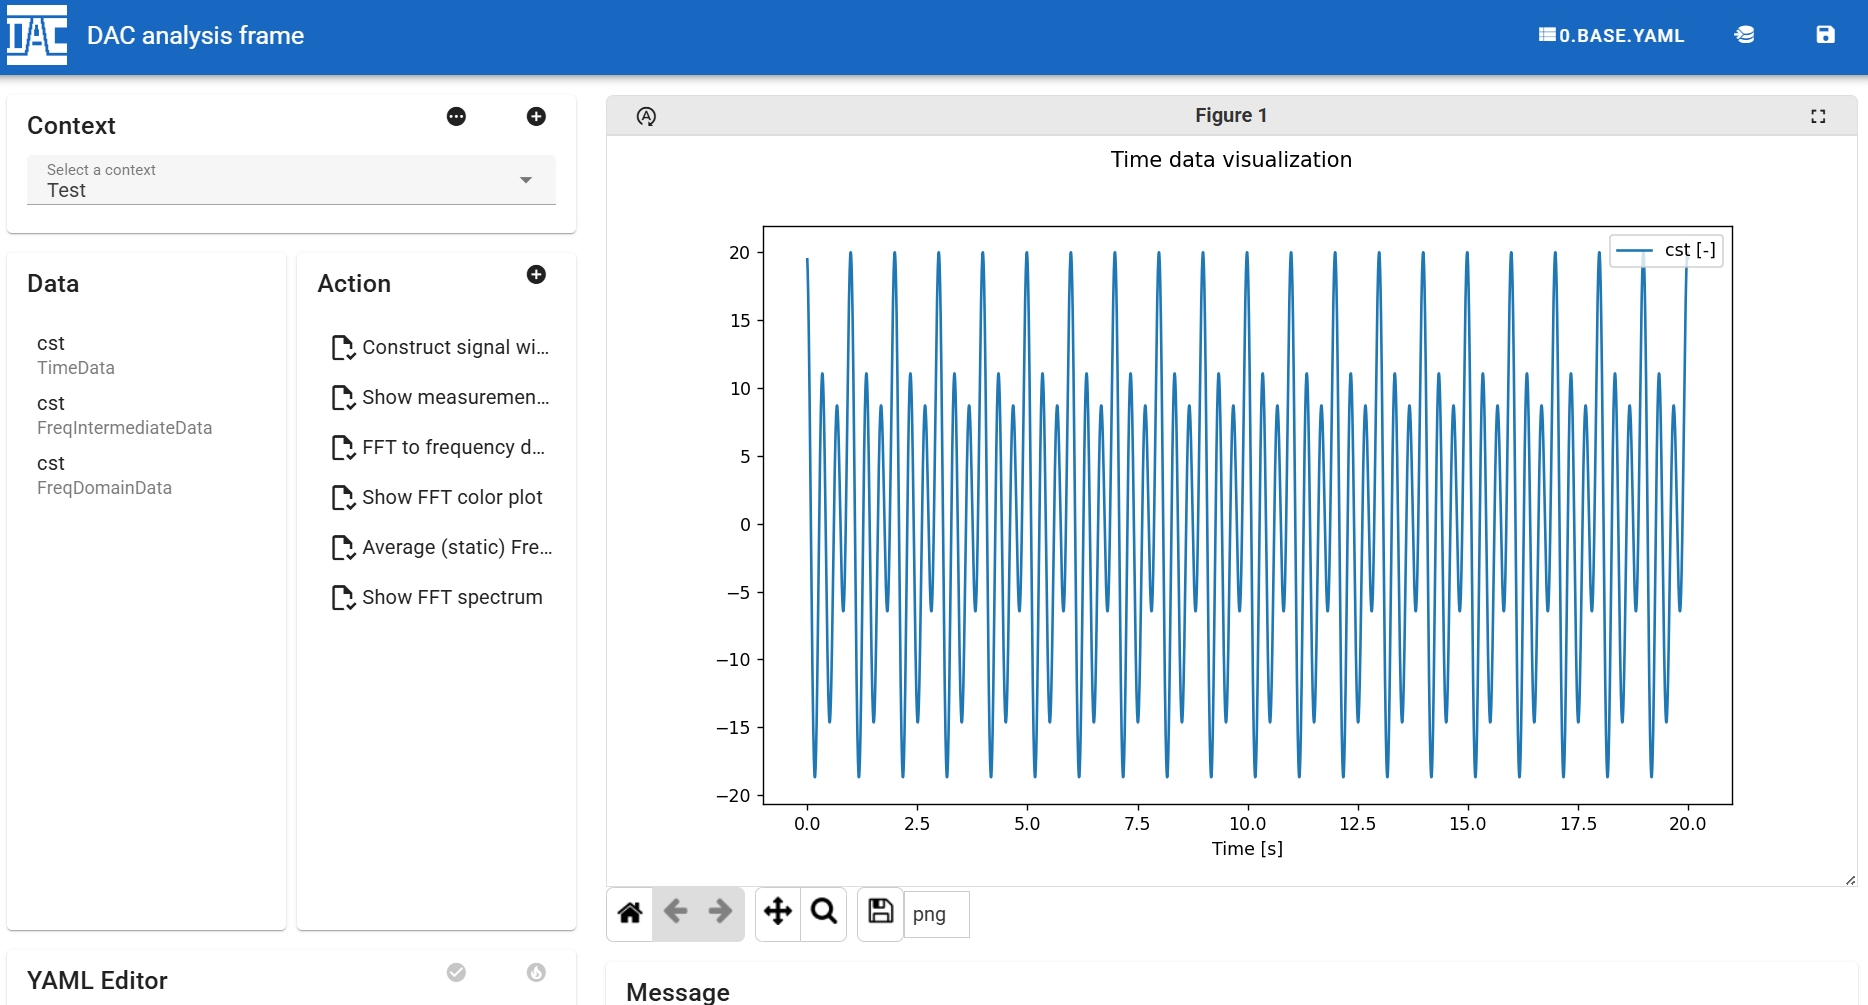 DAC
DAC analysis frame
0.BASE.YAML
Context
Select a context
Test
Data
cst
TimeData
cst
FreqIntermediateData
cst
FreqDomainData
Action
Construct signal wi...
Show measuremen...
FFT to frequency d...
Show FFT color plot
Average (static) Fre...
Show FFT spectrum
YAML Editor
A
Figure 1
Time data visualization
cst [-]
20
15
10
5
0
−5
−10
−15
−20
0.0 2.5 5.0 7.5 10.0 12.5 15.0 17.5 20.0
Time [s]
png
Message